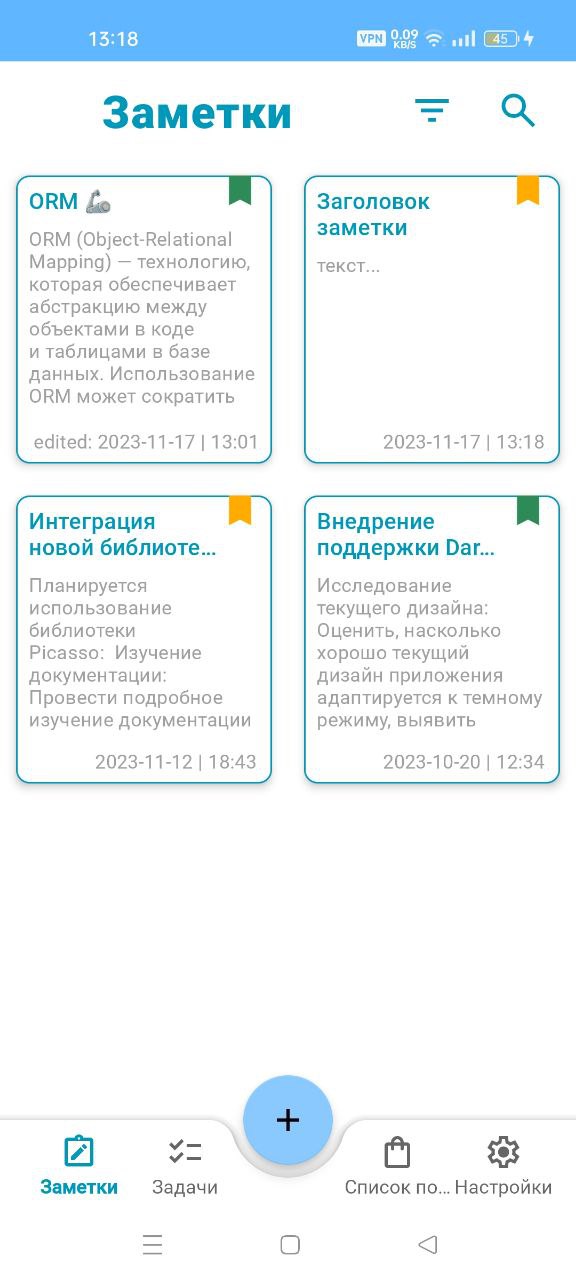 13:18
VPN 0.09 KB/S 45
Заметки
ORM 🦾
ORM (Object-Relational
Mapping) — технологию,
которая обеспечивает
абстракцию между
объектами в коде
и таблицами в базе
данных. Использование
ORM может сократить
edited: 2023-11-17 | 13:01
Заголовок
заметки
текст...
2023-11-17 | 13:18
Интеграция
новой библиоте...
Планируется
использование
библиотеки
Picasso: Изучение
документации:
Провести подробное
изучение документации
2023-11-12 | 18:43
Внедрение
поддержки Dar...
Исследование
текущего дизайна:
Оценить, насколько
хорошо текущий
дизайн приложения
адаптируется к темному
режиму, выявить
2023-10-20 | 12:34
+
Заметки
Задачи
Список по...
Настройки